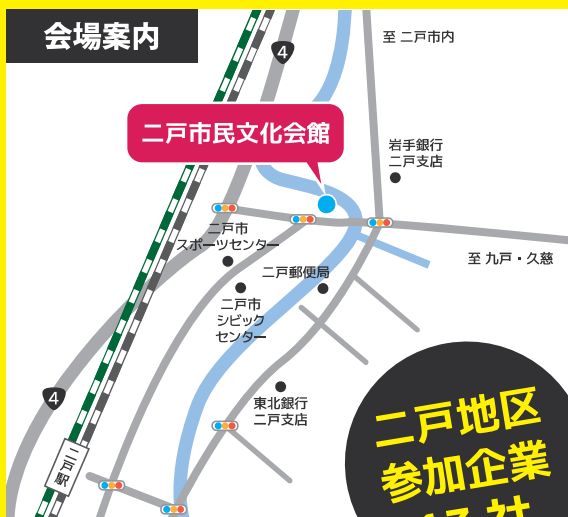 会場案内
4
至 二戸市内
二戸市民文化会館
岩手銀行
二戸支店
二戸市
スポーツセンター
至 九戸・久慈
二戸郵便局
二戸市
シビック
センター
4
東北銀行
二戸支店
二戸駅
二戸地区
参加企業
社